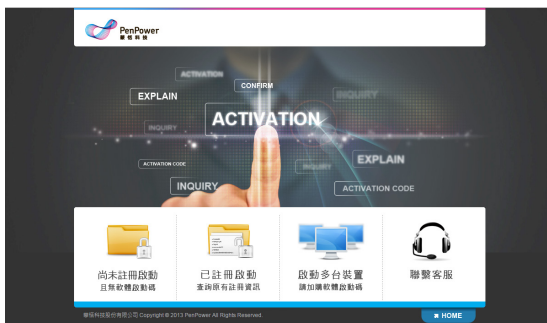 PenPower
蒙恬科技
ACTIVATION
CONFIRM
EXPLAIN
INQUIRY
ACTIVATION
INQUIRY
EXPLAIN
ACTIVATION CODE
INQUIRY
INQUIRY
ACTIVATION CODE
尚未註冊啟動
且無軟體啟動碼
已註冊啟動
查詢原有註冊資訊
啟動多台裝置
請加購軟體啟動碼
聯繫客服
蒙恬科技股份有限公司 Copyright © 2013 PenPower All Rights Reserved.
HOME